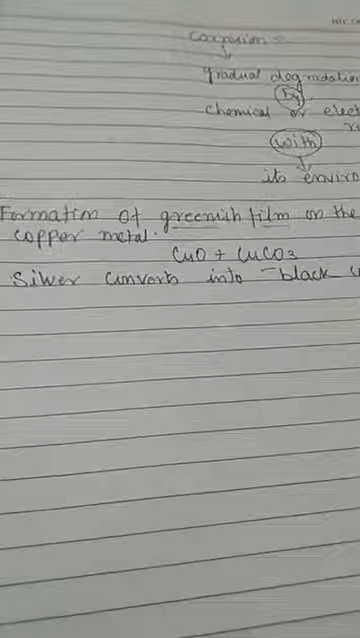 Corrosion =
gradual degradation
By
chemical or elect
with
its enviro
Formation of greenish film on the
copper metal.
CuO + CuCO3
Silver converts into black